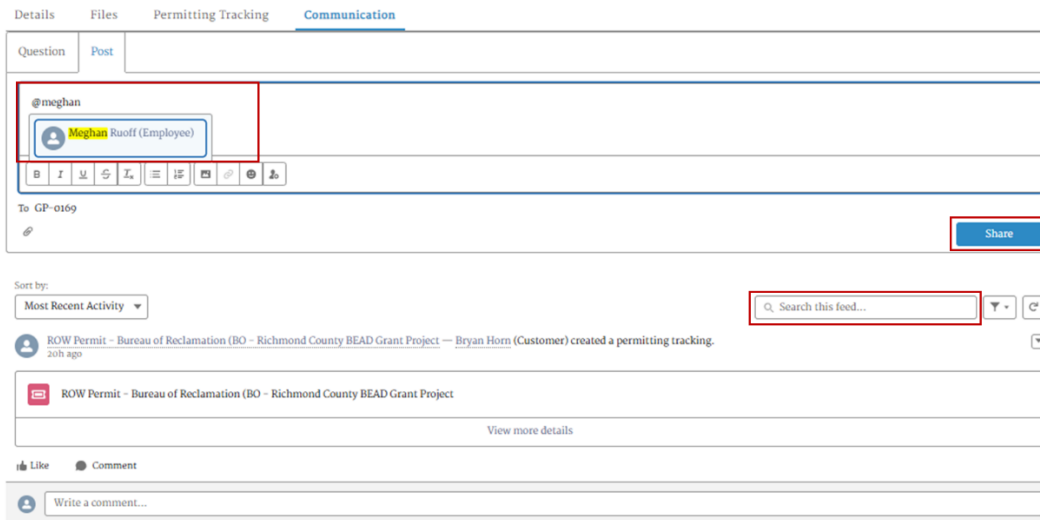 Details Files Permitting Tracking Communication
Question Post
@meghan
Meghan Ruoff (Employee)
B I U S Tx
To GP-0169
Share
Sort by:
Most Recent Activity
Search this feed...
ROW Permit - Bureau of Reclamation (BO - Richmond County BEAD Grant Project — Bryan Horn (Customer) created a permitting tracking.
20h ago
ROW Permit - Bureau of Reclamation (BO - Richmond County BEAD Grant Project
View more details
Like Comment
Write a comment...